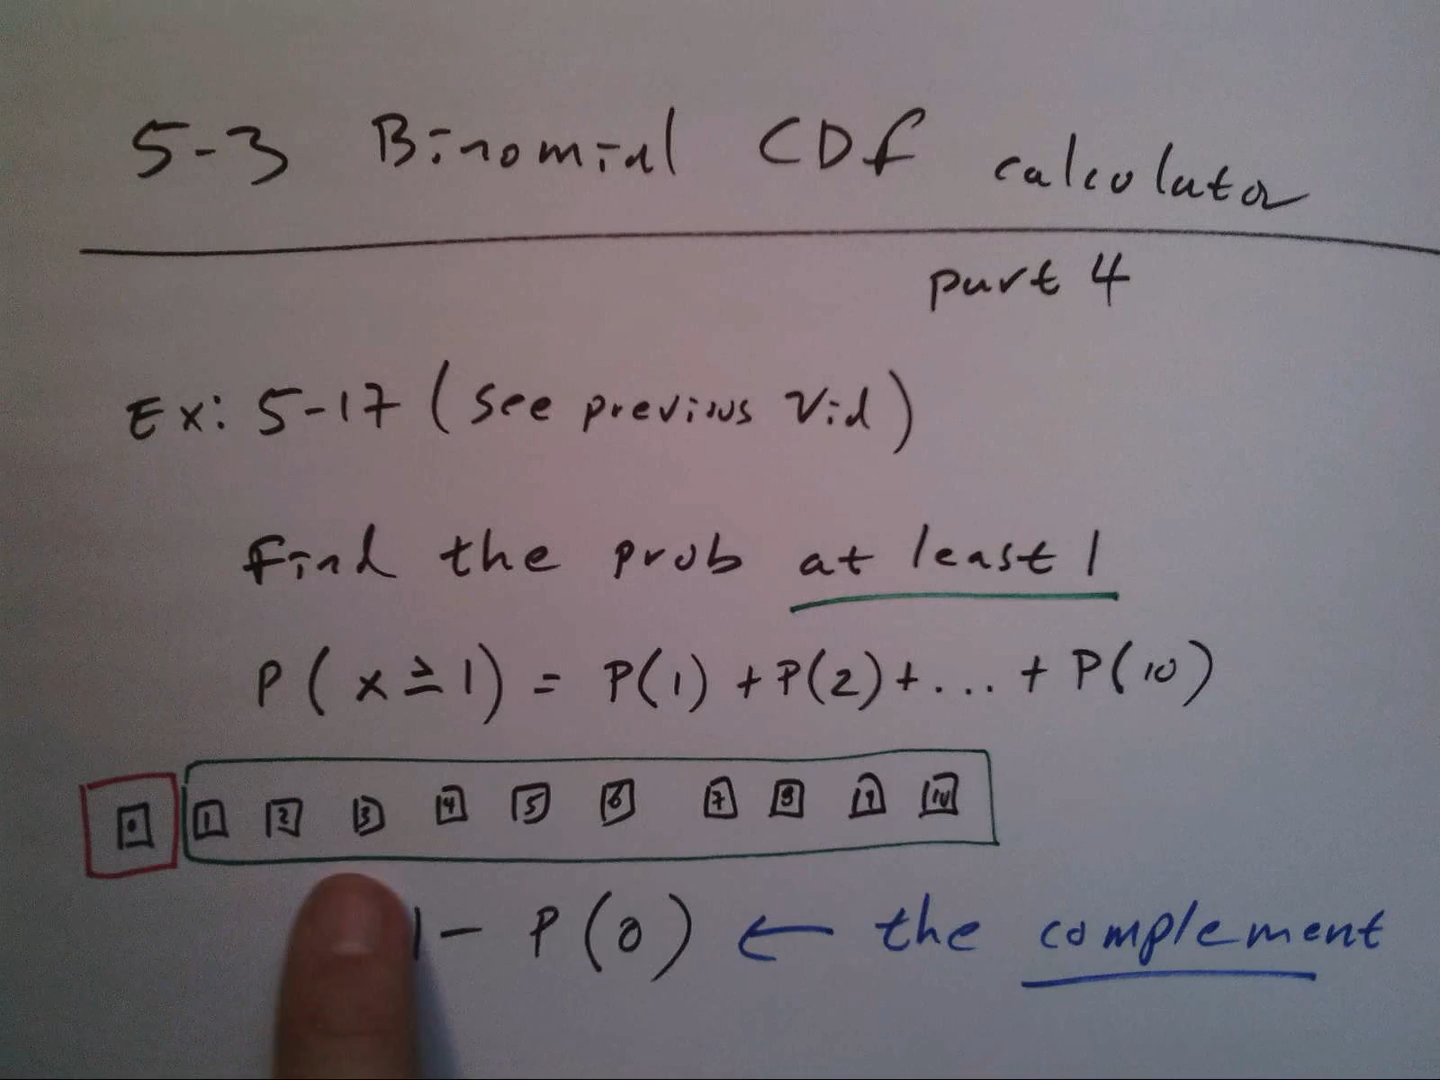 5-3 Binomial CDF calculator
part 4
Ex: 5-17 (see previous vid)
Find the prob at least 1
P(x≥1) = P(1) + P(2) + ... + P(10)
0 1 2 3 4 5 6 7 8 9 10
1 - P(0) ← the complement